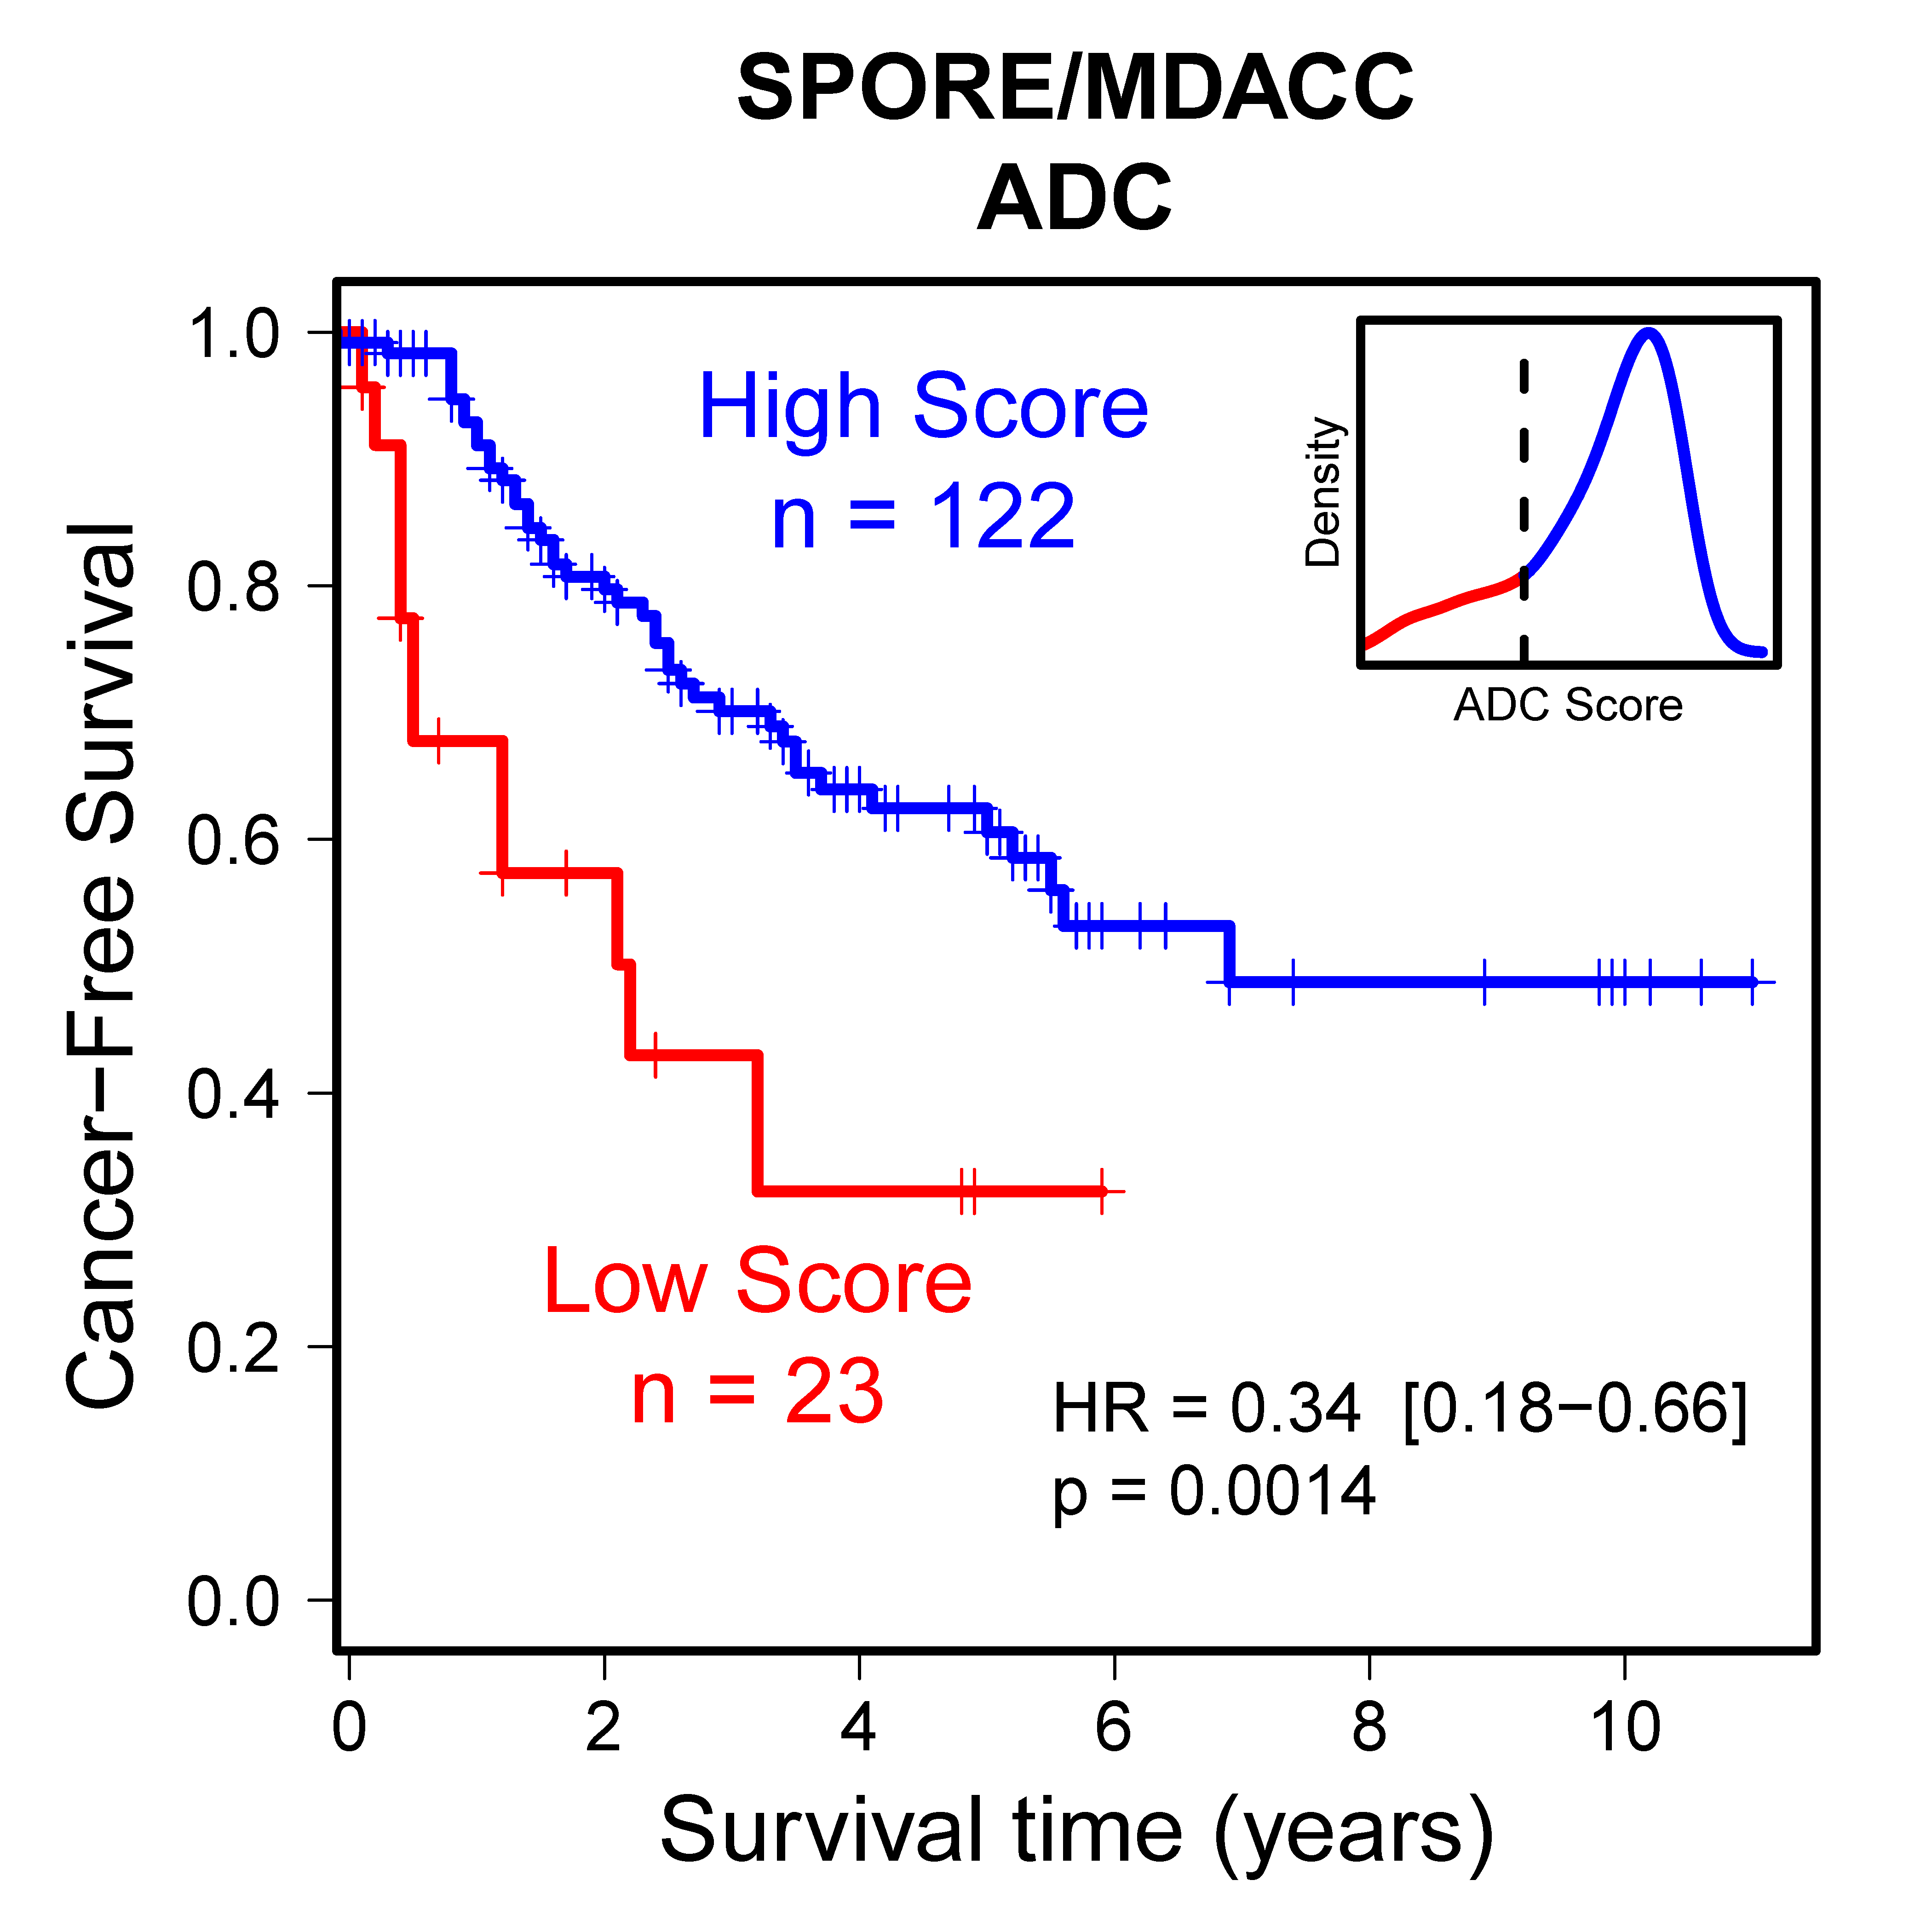 SPORE/MDACC
ADC
Cancer−Free Survival
1.0
0.8
0.6
0.4
0.2
0.0
High Score
n = 122
Density
ADC Score
Low Score
n = 23
HR = 0.34 [0.18−0.66]
p = 0.0014
0 2 4 6 8 10
Survival time (years)